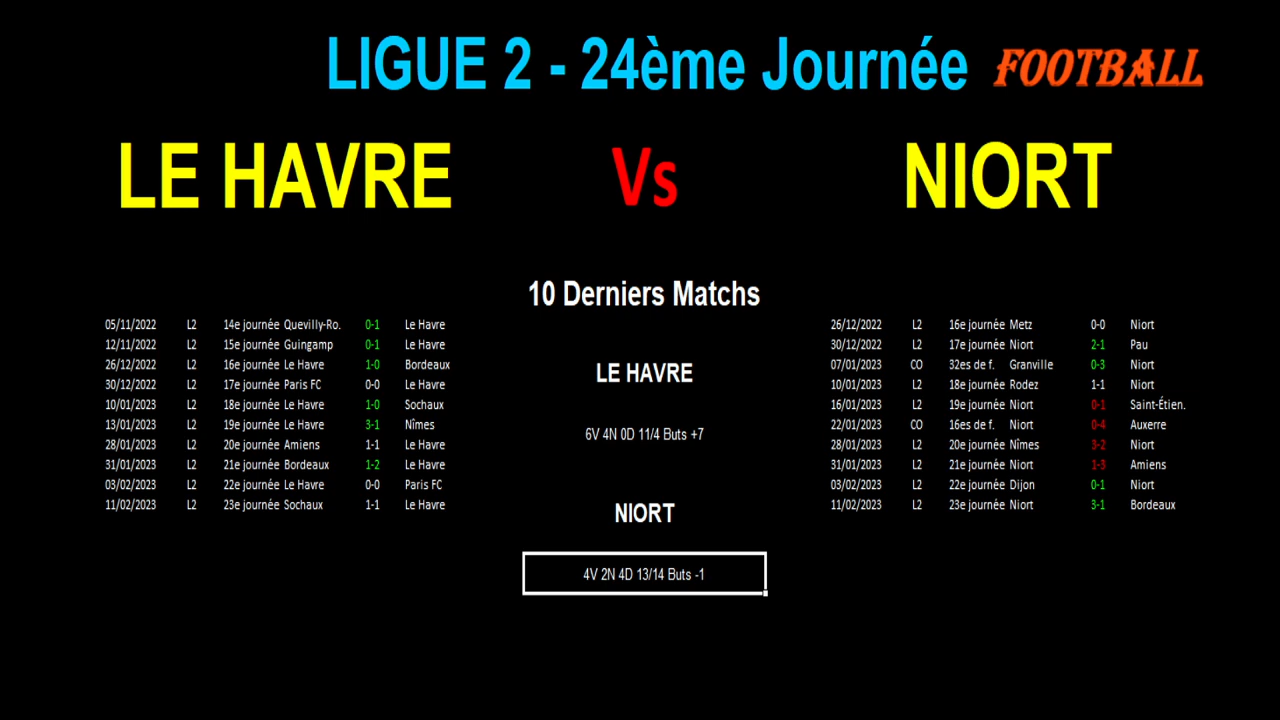 LIGUE 2 - 24ème Journée FOOTBALL
LE HAVRE Vs NIORT
10 Derniers Matchs
05/11/2022 L2 14e journée Quevilly-Ro. 0-1 Le Havre
12/11/2022 L2 15e journée Guingamp 0-1 Le Havre
26/12/2022 L2 16e journée Le Havre 1-0 Bordeaux
30/12/2022 L2 17e journée Paris FC 0-0 Le Havre
10/01/2023 L2 18e journée Le Havre 1-0 Sochaux
13/01/2023 L2 19e journée Le Havre 3-1 Nîmes
28/01/2023 L2 20e journée Amiens 1-1 Le Havre
31/01/2023 L2 21e journée Bordeaux 1-2 Le Havre
03/02/2023 L2 22e journée Le Havre 0-0 Paris FC
11/02/2023 L2 23e journée Sochaux 1-1 Le Havre
LE HAVRE
6V 4N 0D 11/4 Buts +7
NIORT
4V 2N 4D 13/14 Buts -1
26/12/2022 L2 16e journée Metz 0-0 Niort
30/12/2022 L2 17e journée Niort 2-1 Pau
07/01/2023 CO 32es de f. Granville 0-3 Niort
10/01/2023 L2 18e journée Rodez 1-1 Niort
16/01/2023 L2 19e journée Niort 0-1 Saint-Étien.
22/01/2023 CO 16es de f. Niort 0-4 Auxerre
28/01/2023 L2 20e journée Nîmes 3-2 Niort
31/01/2023 L2 21e journée Niort 1-3 Amiens
03/02/2023 L2 22e journée Dijon 0-1 Niort
11/02/2023 L2 23e journée Niort 3-1 Bordeaux